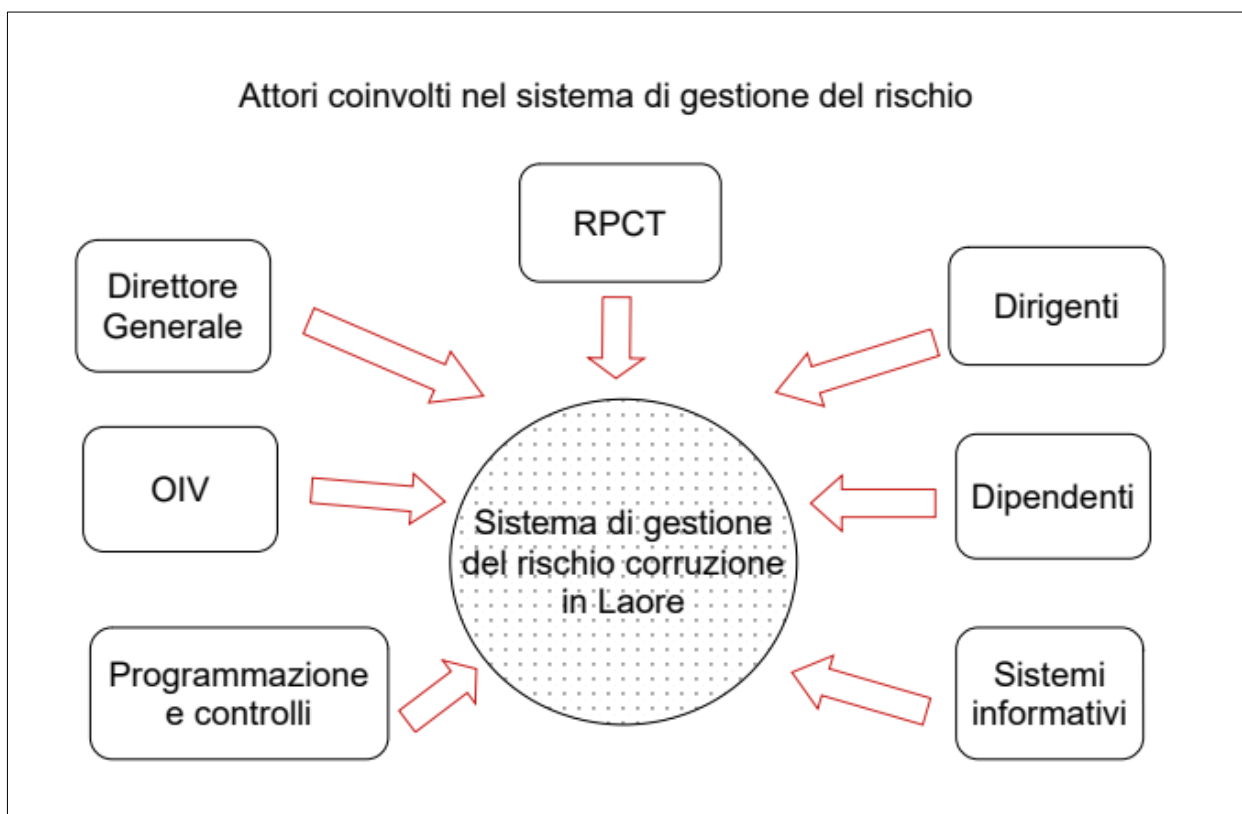 Attori coinvolti nel sistema di gestione del rischio
RPCT
Direttore
Generale
Dirigenti
OIV
Dipendenti
Sistema di gestione
del rischio corruzione
in Laore
Programmazione
e controlli
Sistemi
informativi